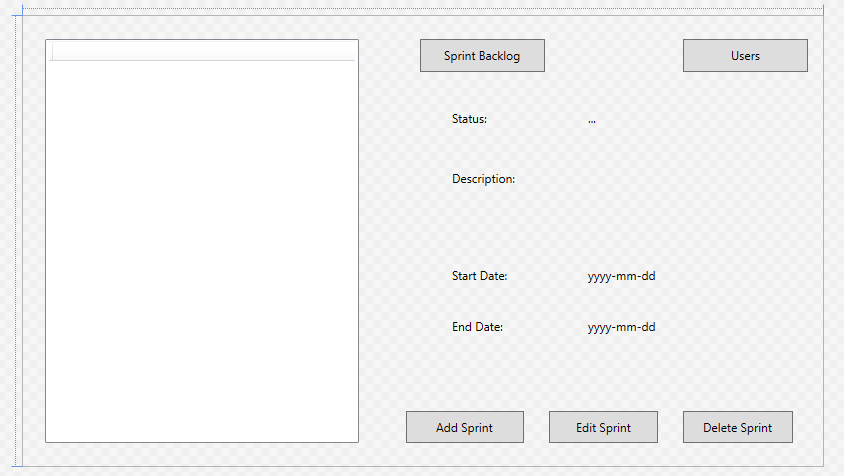 Sprint Backlog
Users
Status:
...
Description:
Start Date:
yyyy-mm-dd
End Date:
yyyy-mm-dd
Add Sprint
Edit Sprint
Delete Sprint